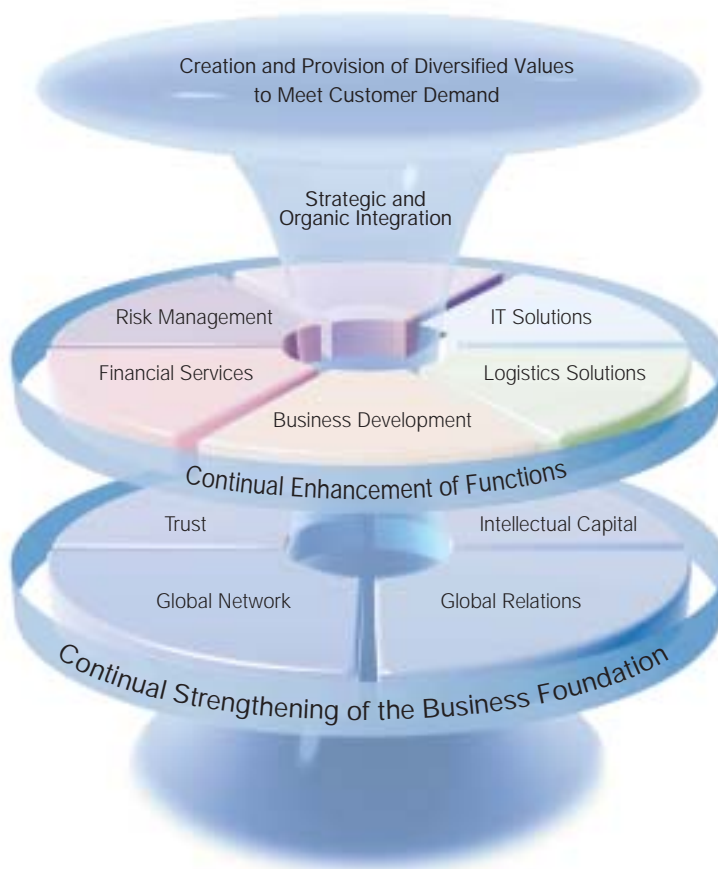 Creation and Provision of Diversified Values
to Meet Customer Demand
Strategic and
Organic Integration
Risk Management
IT Solutions
Financial Services
Logistics Solutions
Business Development
Continual Enhancement of Functions
Trust
Intellectual Capital
Global Network
Global Relations
Continual Strengthening of the Business Foundation